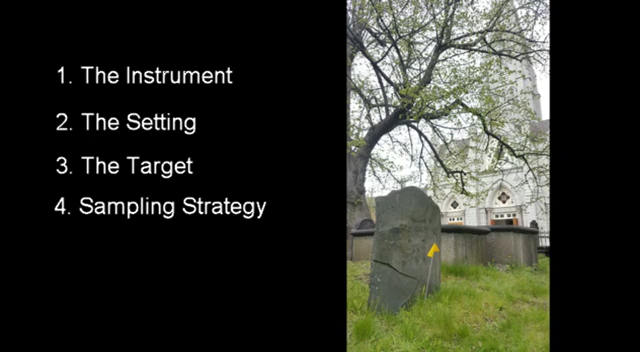 1. The Instrument
2. The Setting
3. The Target
4. Sampling Strategy